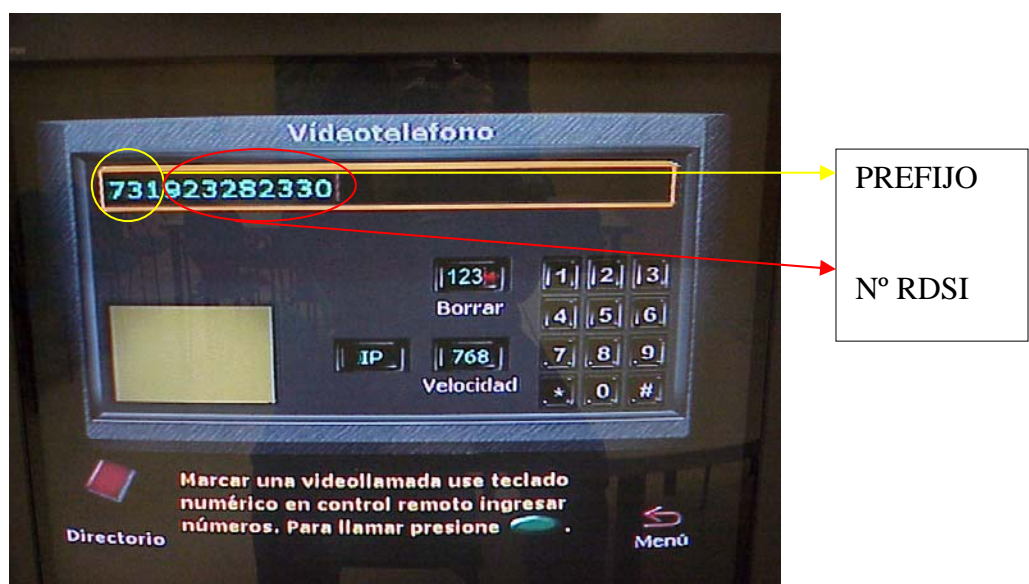 Vídeotelefono
731923282330
PREFIJO
Nº RDSI
123
Borrar
1 2 3
4 5 6
7 8 9
* 0 #
IP
768
Velocidad
Marcar una videollamada use teclado
numérico en control remoto ingresar
números. Para llamar presione .
Directorio
Menú